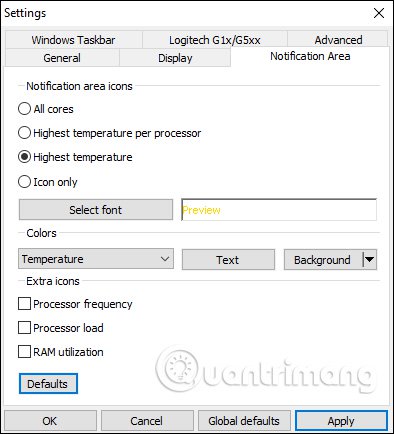 Settings
Windows Taskbar Logitech G1x/G5xx Advanced
General Display Notification Area
Notification area icons
All cores
Highest temperature per processor
Highest temperature
Icon only
Select font Preview
Colors
Temperature Text Background
Extra icons
Processor frequency
Processor load
RAM utilization
Quantrimang
Defaults
OK Cancel Global defaults Apply